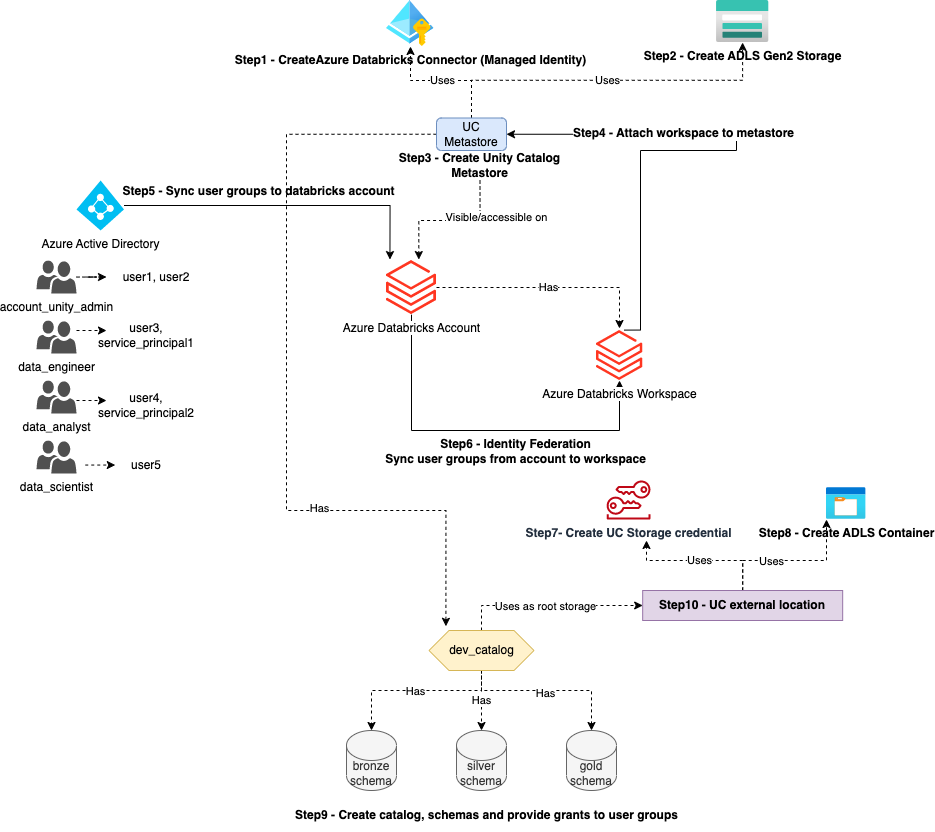 Step1 - CreateAzure Databricks Connector (Managed Identity)
Step2 - Create ADLS Gen2 Storage
Uses
Uses
UC
Metastore
Step4 - Attach workspace to metastore
Step3 - Create Unity Catalog
Metastore
Step5 - Sync user groups to databricks account
Visible/accessible on
Azure Active Directory
user1, user2
account_unity_admin
Has
Azure Databricks Account
user3,
service_principal1
data_engineer
Azure Databricks Workspace
user4,
service_principal2
data_analyst
Step6 - Identity Federation
Sync user groups from account to workspace
user5
data_scientist
Has
Step7- Create UC Storage credential
Step8 - Create ADLS Container
Uses
Uses
Uses as root storage
Step10 - UC external location
dev_catalog
Has
Has
Has
bronze
schema
silver
schema
gold
schema
Step9 - Create catalog, schemas and provide grants to user groups